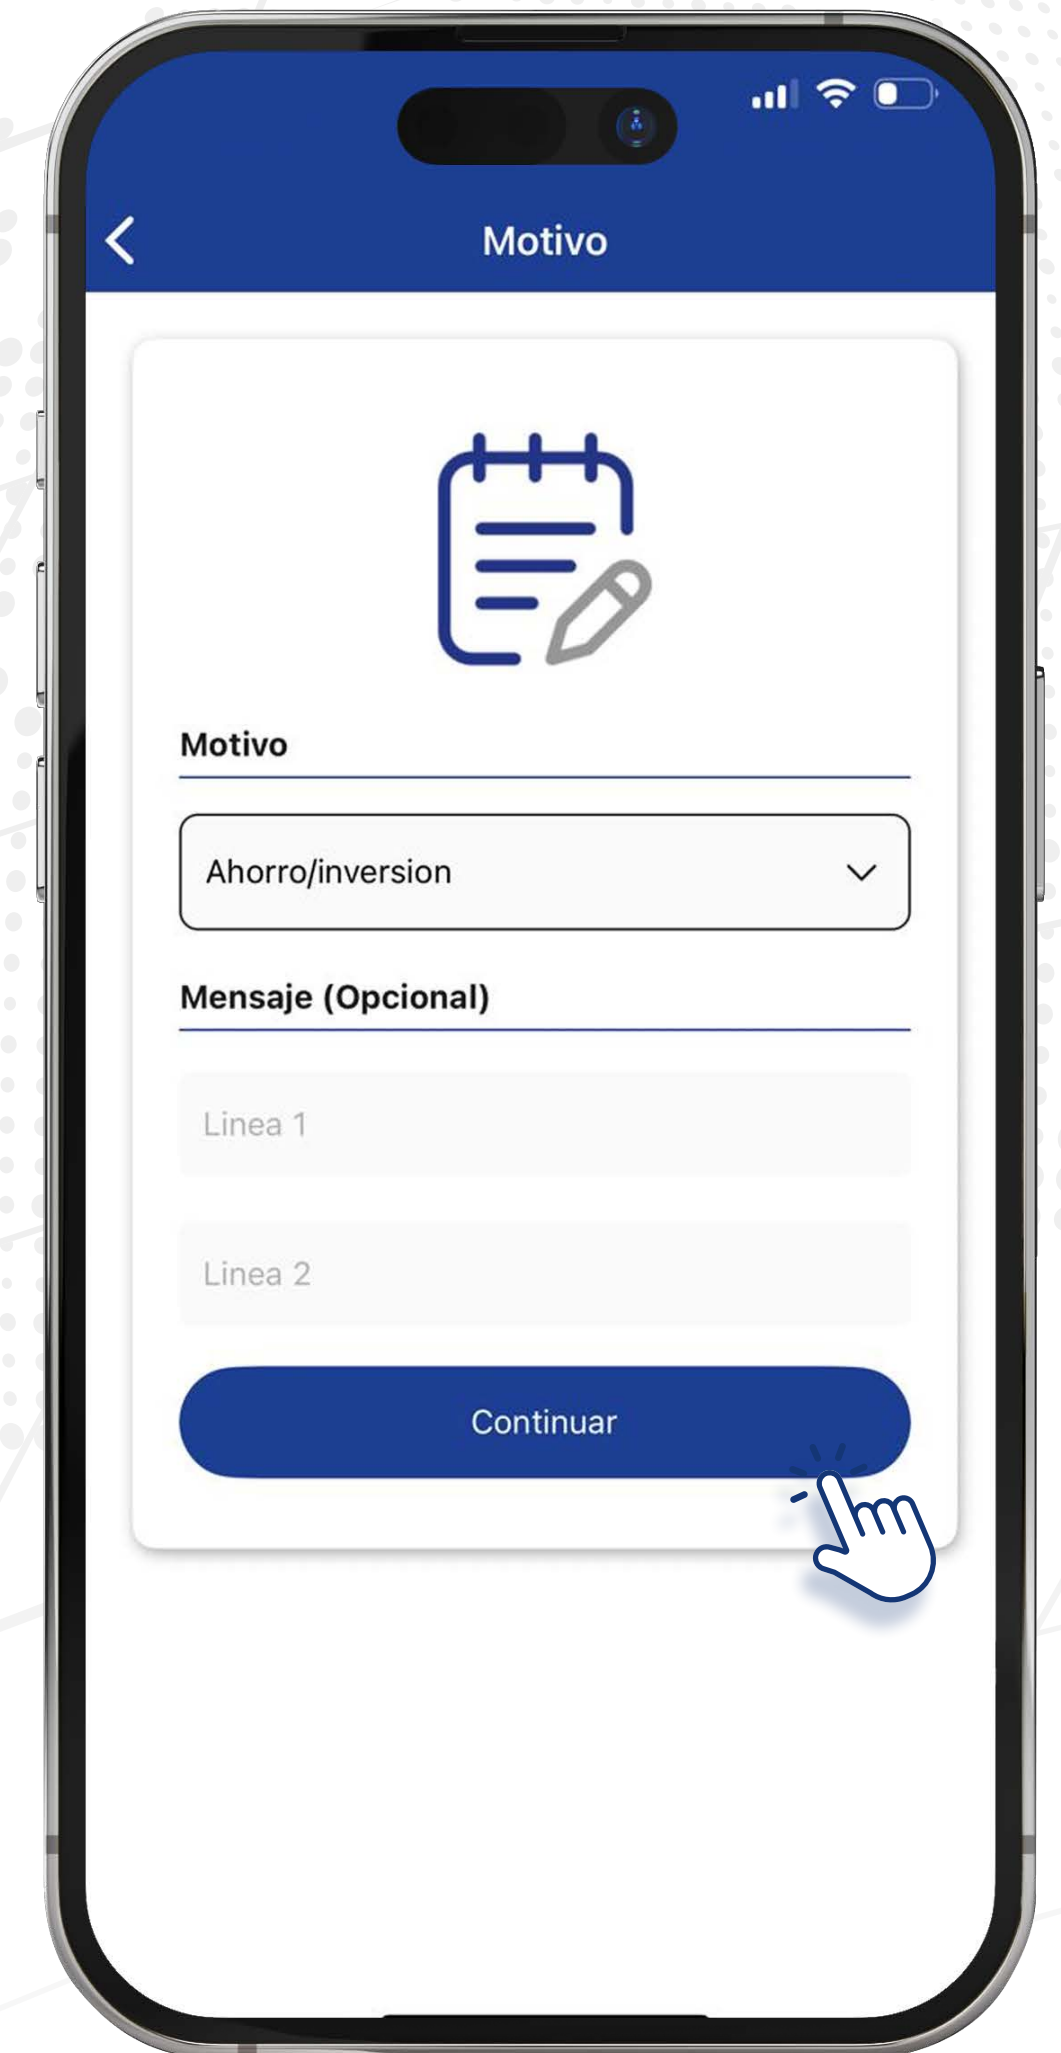 Motivo
Motivo
Ahorro/inversion
Mensaje (Opcional)
Linea 1
Linea 2
Continuar